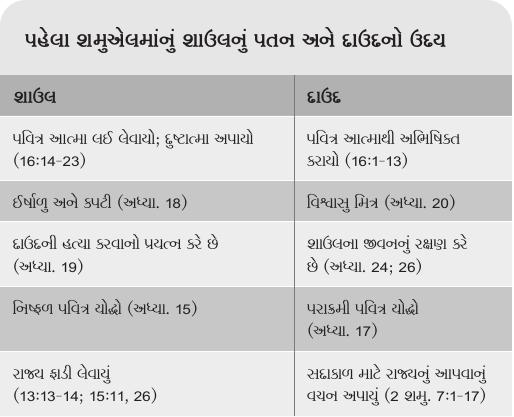 પહેલા શમુએલમાંનું શાઉલનું પતન અને દાઉદનો ઉદય
શાઉલ
દાઉદ
પવિત્ર આત્મા લઈ લેવાયો; દુષ્ટાત્મા અપાયો
(16:14-23)
પવિત્ર આત્માથી અભિષિક્ત
કરાયો (16:1-13)
ઈર્ષાળુ અને કપટી (અધ્યા. 18)
વિશ્વાસુ મિત્ર (અધ્યા. 20)
દાઉદની હત્યા કરવાનો પ્રયત્ન કરે છે
(અધ્યા. 19)
શાઉલના જીવનનું રક્ષણ કરે
છે (અધ્યા. 24; 26)
નિષ્ફળ પવિત્ર યોદ્ધો (અધ્યા. 15)
પરાક્રમી પવિત્ર યોદ્ધો
(અધ્યા. 17)
રાજ્ય ફાડી લેવાયું
(13:13-14; 15:11, 26)
સદાકાળ માટે રાજ્યનું આપવાનું
વચન અપાયું (2 શમુ. 7:1-17)